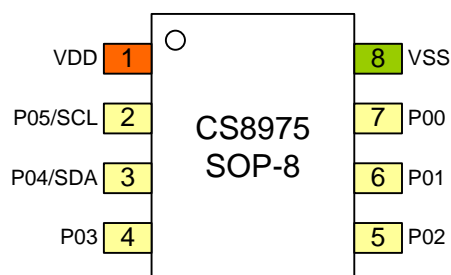 VDD 1 8 VSS
P05/SCL 2 7 P00
CS8975
SOP-8
P04/SDA 3 6 P01
P03 4 5 P02